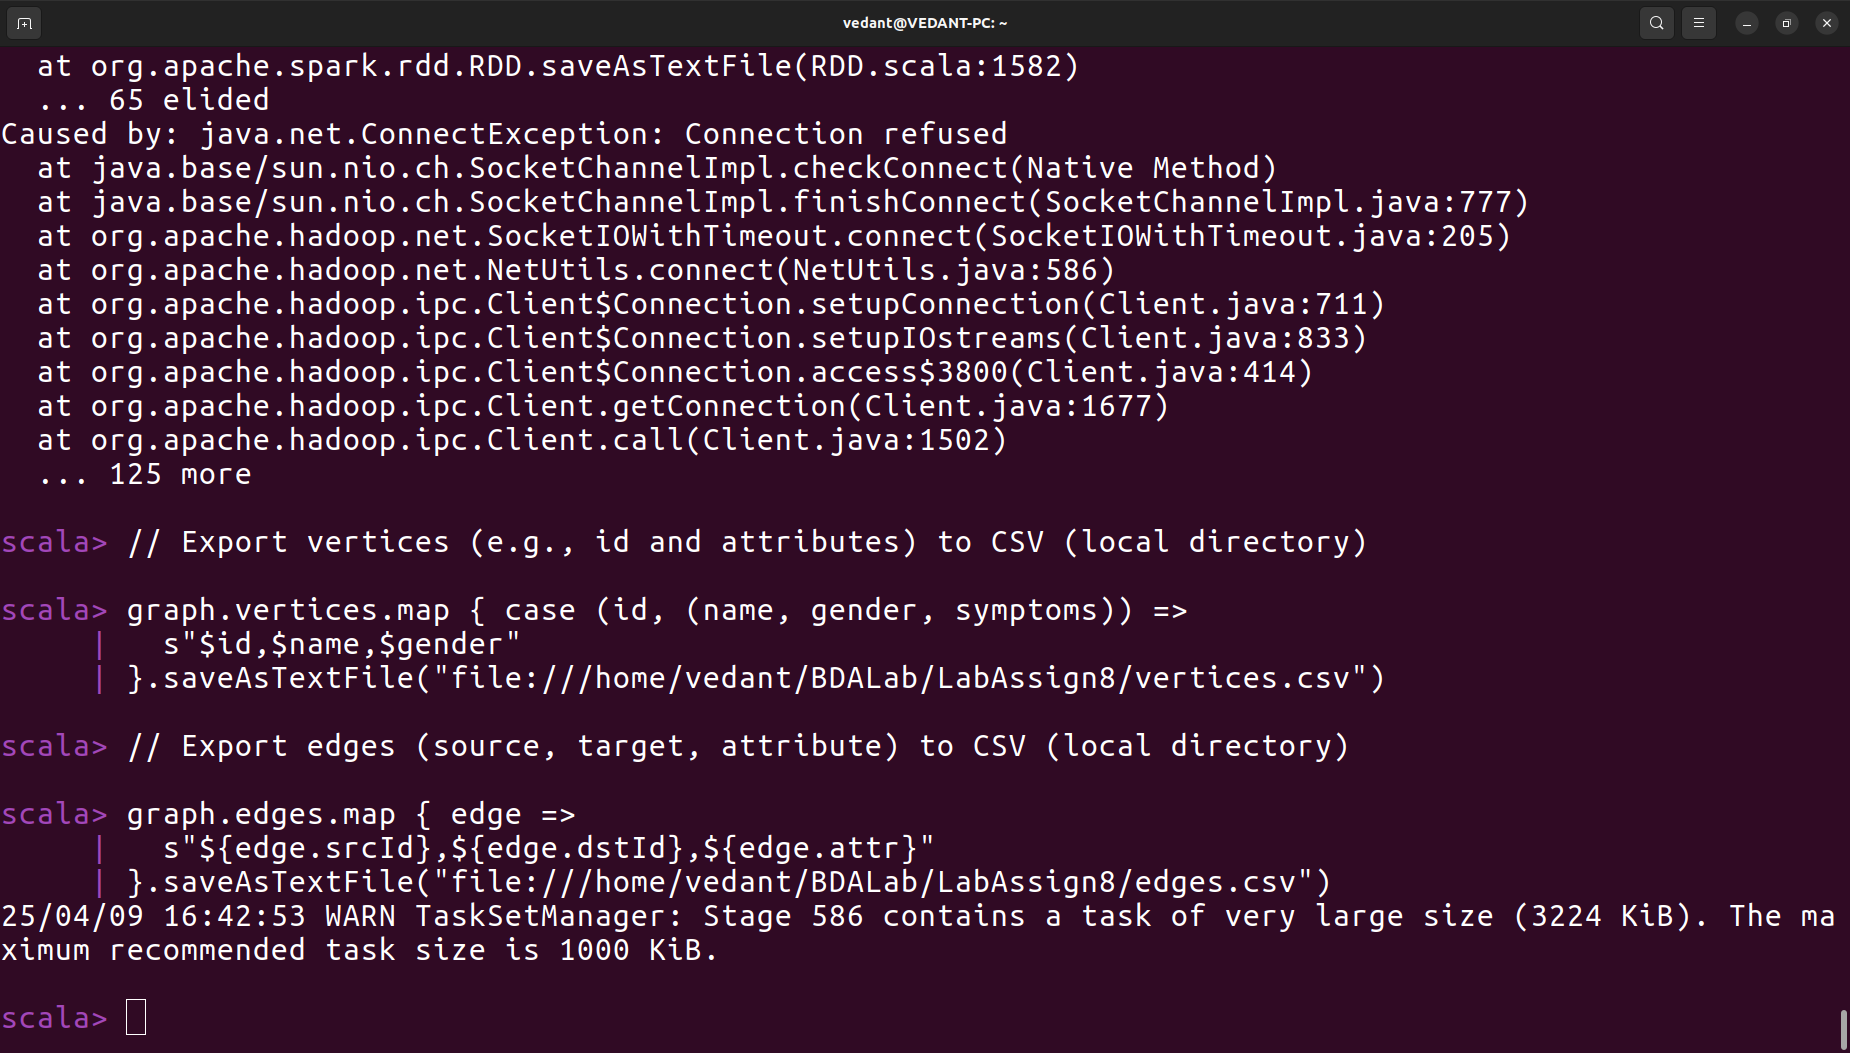 vedant@VEDANT-PC: ~
at org.apache.spark.rdd.RDD.saveAsTextFile(RDD.scala:1582)
... 65 elided
Caused by: java.net.ConnectException: Connection refused
at java.base/sun.nio.ch.SocketChannelImpl.checkConnect(Native Method)
at java.base/sun.nio.ch.SocketChannelImpl.finishConnect(SocketChannelImpl.java:777)
at org.apache.hadoop.net.SocketIOWithTimeout.connect(SocketIOWithTimeout.java:205)
at org.apache.hadoop.net.NetUtils.connect(NetUtils.java:586)
at org.apache.hadoop.ipc.Client$Connection.setupConnection(Client.java:711)
at org.apache.hadoop.ipc.Client$Connection.setupIOstreams(Client.java:833)
at org.apache.hadoop.ipc.Client$Connection.access$3800(Client.java:414)
at org.apache.hadoop.ipc.Client.getConnection(Client.java:1677)
at org.apache.hadoop.ipc.Client.call(Client.java:1502)
... 125 more
scala> // Export vertices (e.g., id and attributes) to CSV (local directory)
scala> graph.vertices.map { case (id, (name, gender, symptoms)) =>
|   s"$id,$name,$gender"
| }.saveAsTextFile("file:///home/vedant/BDALab/LabAssign8/vertices.csv")
scala> // Export edges (source, target, attribute) to CSV (local directory)
scala> graph.edges.map { edge =>
|   s"${edge.srcId},${edge.dstId},${edge.attr}"
| }.saveAsTextFile("file:///home/vedant/BDALab/LabAssign8/edges.csv")
25/04/09 16:42:53 WARN TaskSetManager: Stage 586 contains a task of very large size (3224 KiB). The ma
ximum recommended task size is 1000 KiB.
scala>